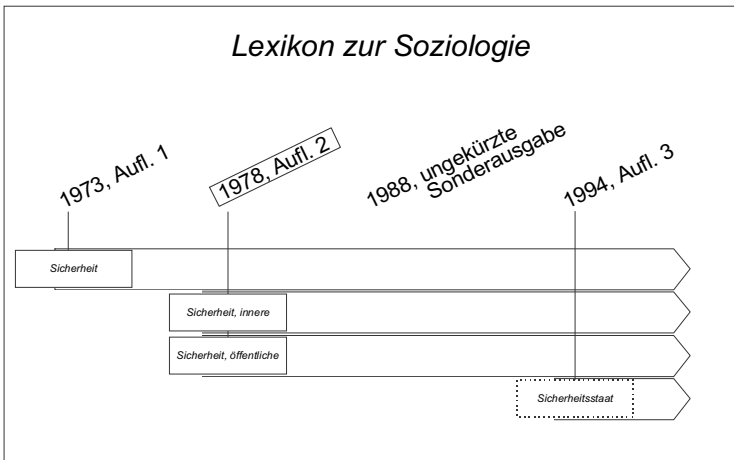 Lexikon zur Soziologie
1973, Aufl. 1
1978, Aufl. 2
1988, ungekürzte
Sonderausgabe
1994, Aufl. 3
Sicherheit
Sicherheit, innere
Sicherheit, öffentliche
Sicherheitsstaat